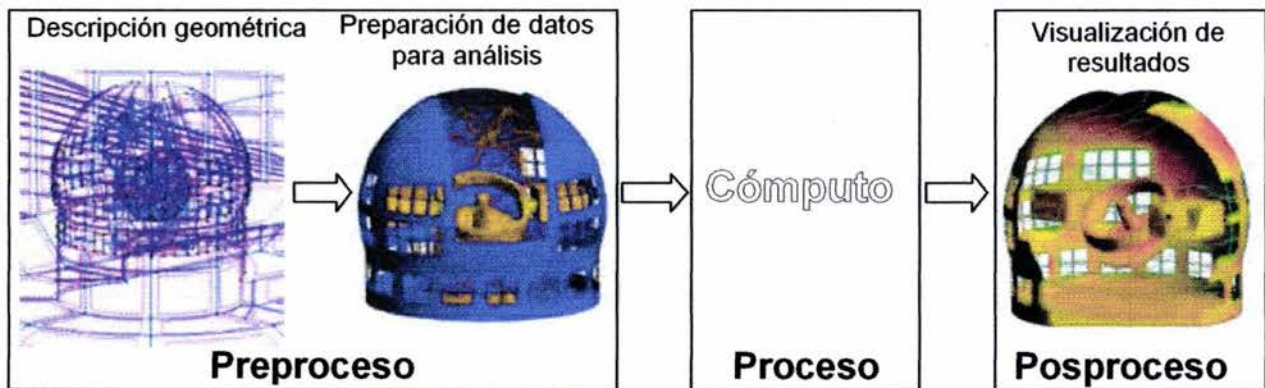 Descripción geométrica
Preparación de datos
para análisis
Preproceso
Cómputo
Proceso
Visualización de
resultados
Posproceso